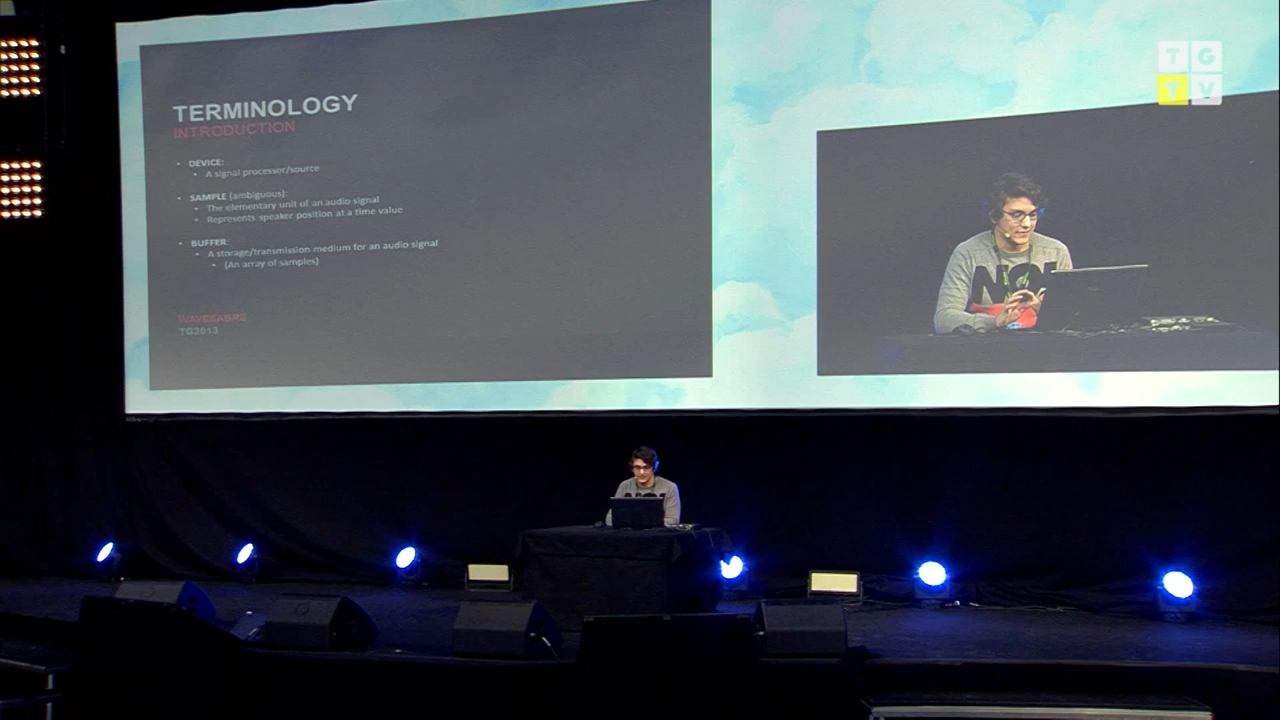 TERMINOLOGY
INTRODUCTION
• DEVICE:
• A signal processor/source
• SAMPLE (ambiguous):
• The elementary unit of an audio signal
• Represents speaker position at a time value
• BUFFER:
• A storage/transmission medium for an audio signal
• (An array of samples)
WAVESABRE
TG2013
TG
TV
NO!